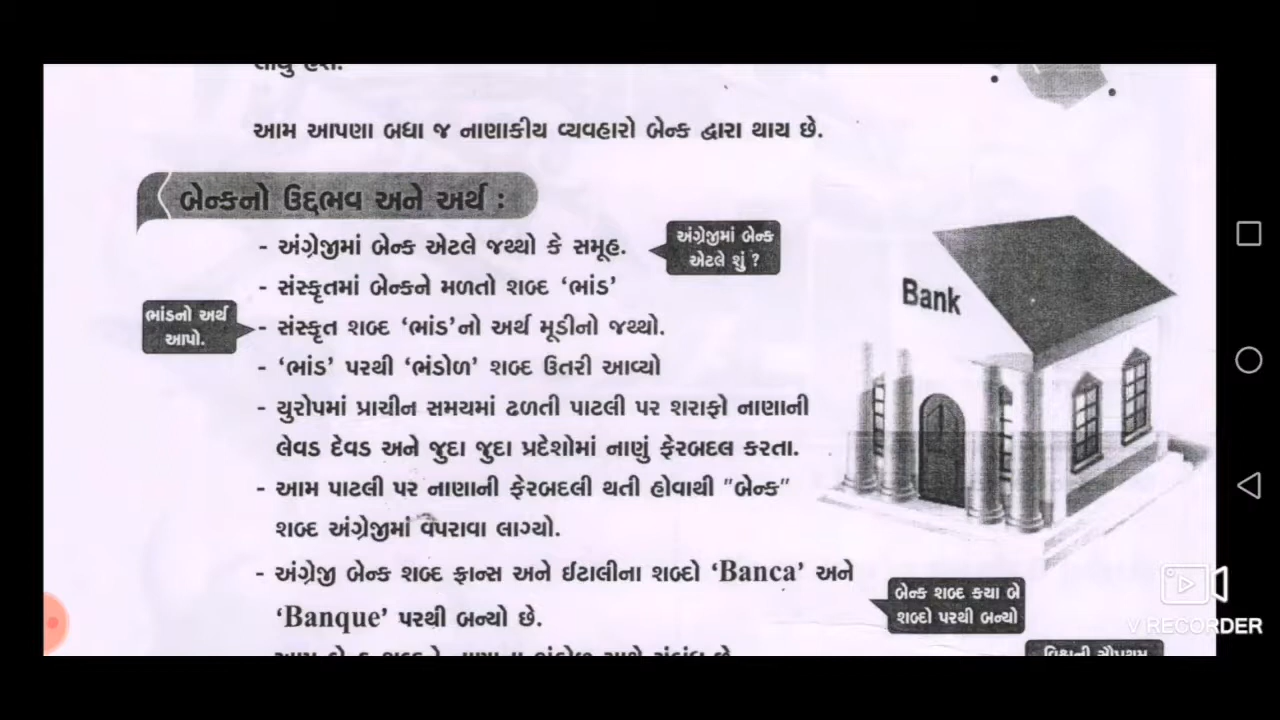 આમ આપણા બધા જ નાણાકીય વ્યવહારો બેન્ક દ્વારા થાય છે.
બેન્કનો ઉદ્દભવ અને અર્થ :
- અંગ્રેજીમાં બેન્ક એટલે જથ્થો કે સમૂહ.
અંગ્રેજીમાં બેન્ક
એટલે શું ?
- સંસ્કૃતમાં બેન્કને મળતો શબ્દ ‘ભાંડ’
ભાંડનો અર્થ
આપો.
- સંસ્કૃત શબ્દ ‘ભાંડ’નો અર્થ મૂડીનો જથ્થો.
- ‘ભાંડ’ પરથી ‘ભંડોળ’ શબ્દ ઉતરી આવ્યો
- યુરોપમાં પ્રાચીન સમયમાં ઢળતી પાટલી પર શરાફો નાણાની
લેવડ દેવડ અને જુદા જુદા પ્રદેશોમાં નાણું ફેરબદલ કરતા.
- આમ પાટલી પર નાણાની ફેરબદલી થતી હોવાથી "બેન્ક"
શબ્દ અંગ્રેજીમાં વપરાવા લાગ્યો.
- અંગ્રેજી બેન્ક શબ્દ ફ્રાન્સ અને ઈટાલીના શબ્દો ‘Banca’ અને
‘Banque’ પરથી બન્યો છે.
બેન્ક શબ્દ કયા બે
શબ્દો પરથી બન્યો
Bank
V RECORDER